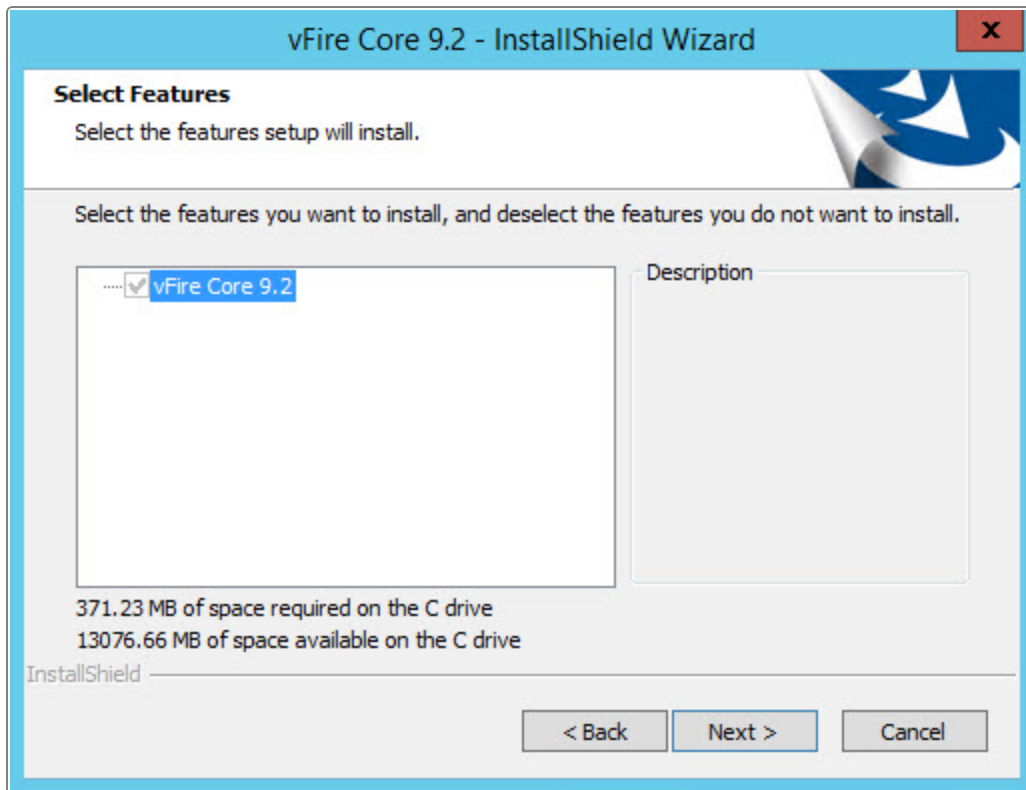 vFire Core 9.2 - InstallShield Wizard
x
Select Features
Select the features setup will install.
Select the features you want to install, and deselect the features you do not want to install.
vFire Core 9.2
Description
371.23 MB of space required on the C drive
13076.66 MB of space available on the C drive
InstallShield
< Back
Next >
Cancel